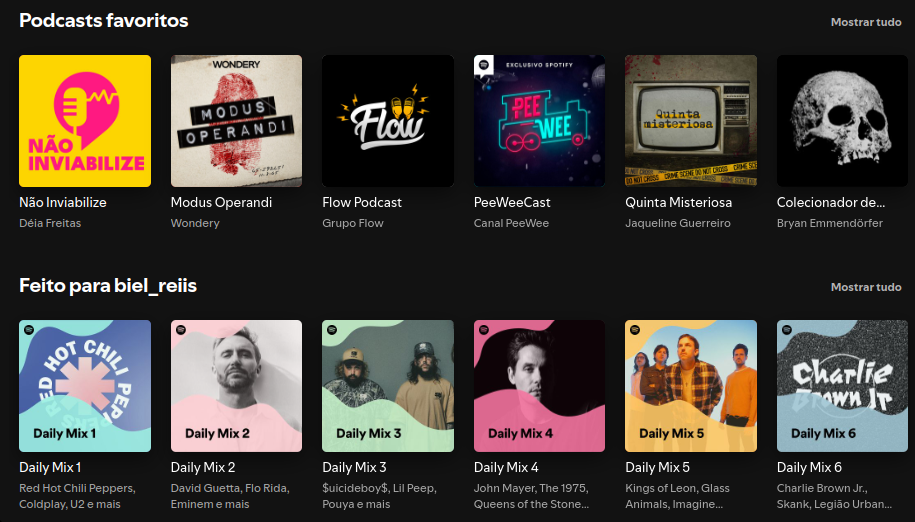 Podcasts favoritos
Mostrar tudo
NÃO
INVIABILIZE
WONDERY
MODUS
OPERANDI
Flow
EXCLUSIVO SPOTIFY
PEE
WEE
Quinta
misteriosa
CRIME SCENE DO NOT CROSS
Não Inviabilize
Modus Operandi
Flow Podcast
PeeWeeCast
Quinta Misteriosa
Colecionador de...
Déia Freitas
Wondery
Grupo Flow
Canal PeeWee
Jaqueline Guerreiro
Bryan Emmendörfer
Feito para biel_reiis
Mostrar tudo
RED HOT CHILI PEPPERS
Charlie
Brown Jr
Daily Mix 1
Daily Mix 2
Daily Mix 3
Daily Mix 4
Daily Mix 5
Daily Mix 6
Daily Mix 1
Daily Mix 2
Daily Mix 3
Daily Mix 4
Daily Mix 5
Daily Mix 6
Red Hot Chili Peppers,
Coldplay, U2 e mais
David Guetta, Flo Rida,
Eminem e mais
$uicideboy$, Lil Peep,
Pouya e mais
John Mayer, The 1975,
Queens of the Stone...
Kings of Leon, Glass
Animals, Imagine...
Charlie Brown Jr.,
Skank, Legião Urban...